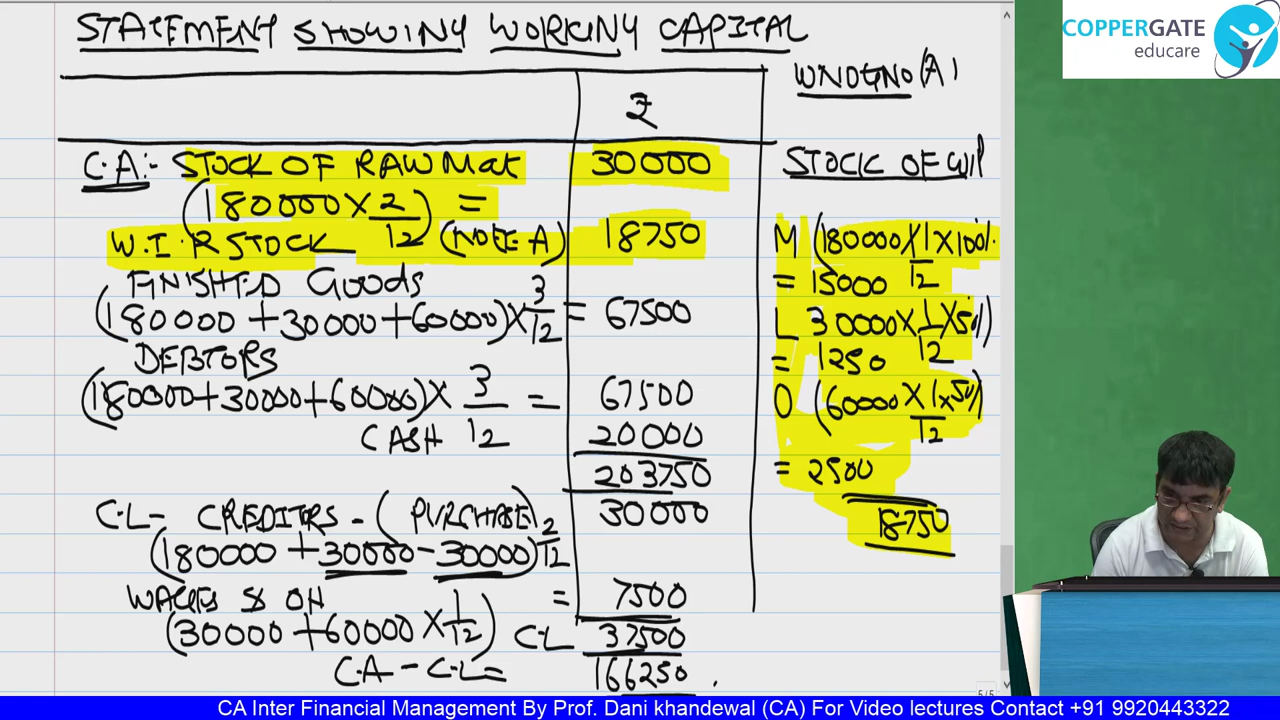 STATEMENT SHOWING WORKING CAPITAL
₹
C.A:- STOCK OF RAW Mat 30000
(180000 × 2/12) =
W.I.P STOCK (NOTE A) 18750
FINISHED Goods
(180000 + 30000 + 60000) × 3/12 = 67500
DEBTORS
(180000 + 30000 + 60000) × 3/12 = 67500
CASH 20000
203750
C.L - CREDITORS - (PURCHASE) 30000
(180000 + 30000 - 30000) 2/12
WAGES & OH = 7500
(30000 + 60000 × 1/12) C.L 37500
C.A - C.L = 166250
(A)
STOCK OF WIP
M (180000 × 1/12 × 100%
= 15000
L 30000 × 1/12 × 50%)
= 1250
O (60000 × 1/12 × 50%)
= 2500
18750
COPPERGATE
educare
5/5
CA Inter Financial Management By Prof. Dani khandewal (CA) For Video lectures Contact +91 9920443322